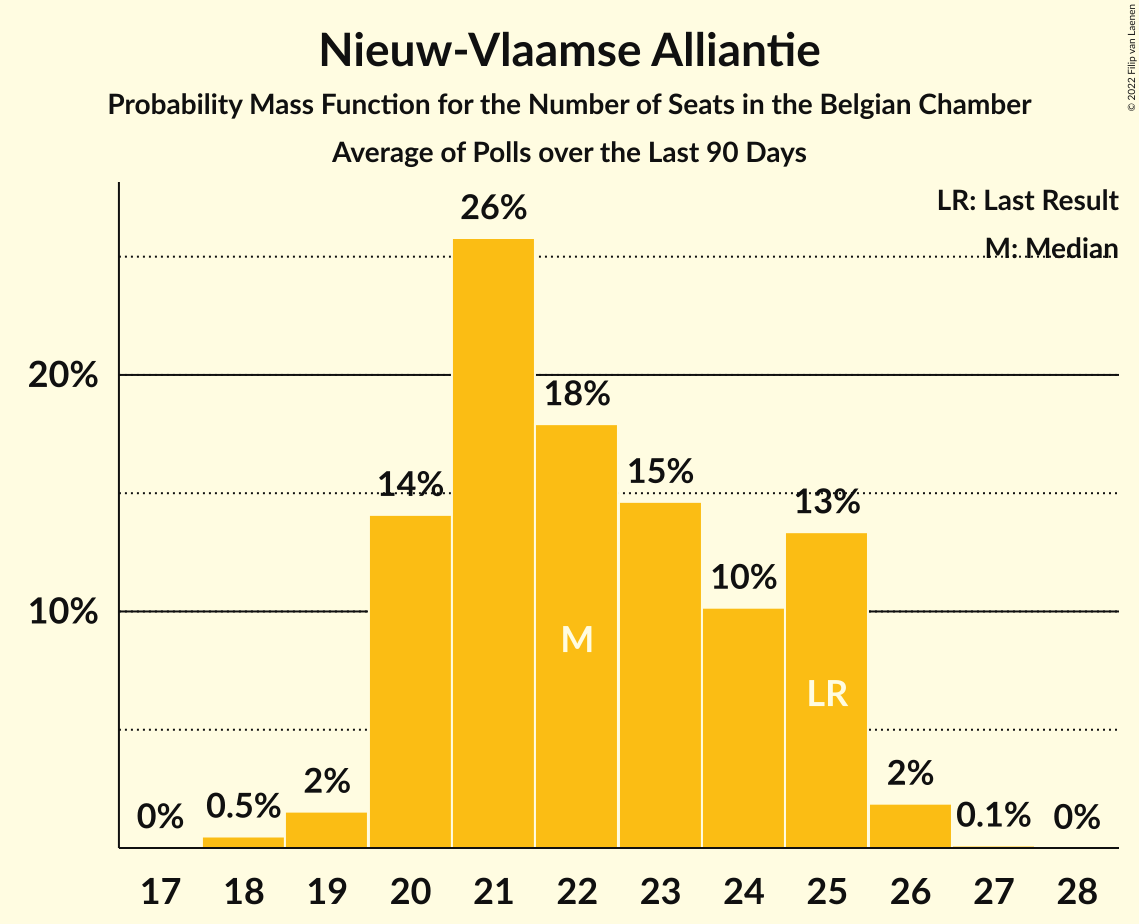 Nieuw-Vlaamse Alliantie
Probability Mass Function for the Number of Seats in the Belgian Chamber
Average of Polls over the Last 90 Days
© 2022 Filip van Laenen
LR: Last Result
M: Median
26%
20%
18%
15%
14%
13%
10%
10%
M
LR
2%
2%
0.5%
0%
0.1%
0%
17 18 19 20 21 22 23 24 25 26 27 28